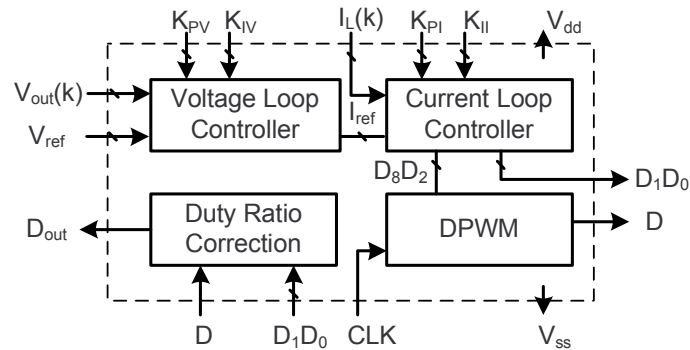 K_PV K_IV I_L(k) K_PI K_II V_dd
V_out(k)
V_ref
Voltage Loop
Controller
I_ref
Current Loop
Controller
D_8D_2
D_1D_0
D_out
Duty Ratio
Correction
DPWM
D
D D_1D_0 CLK V_ss